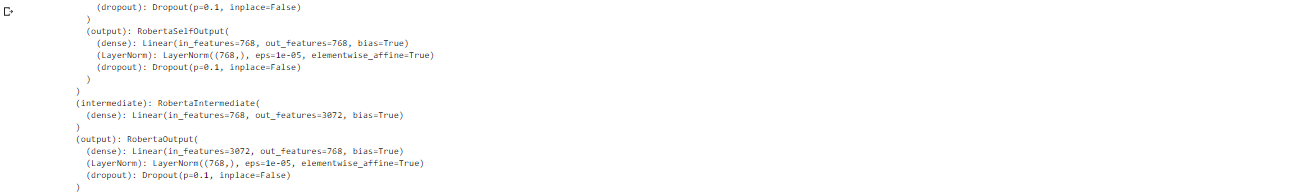 (dropout): Dropout(p=0.1, inplace=False)
)
(output): RobertaSelfOutput(
(dense): Linear(in_features=768, out_features=768, bias=True)
(LayerNorm): LayerNorm((768,), eps=1e-05, elementwise_affine=True)
(dropout): Dropout(p=0.1, inplace=False)
)
)
(intermediate): RobertaIntermediate(
(dense): Linear(in_features=768, out_features=3072, bias=True)
)
(output): RobertaOutput(
(dense): Linear(in_features=3072, out_features=768, bias=True)
(LayerNorm): LayerNorm((768,), eps=1e-05, elementwise_affine=True)
(dropout): Dropout(p=0.1, inplace=False)
)